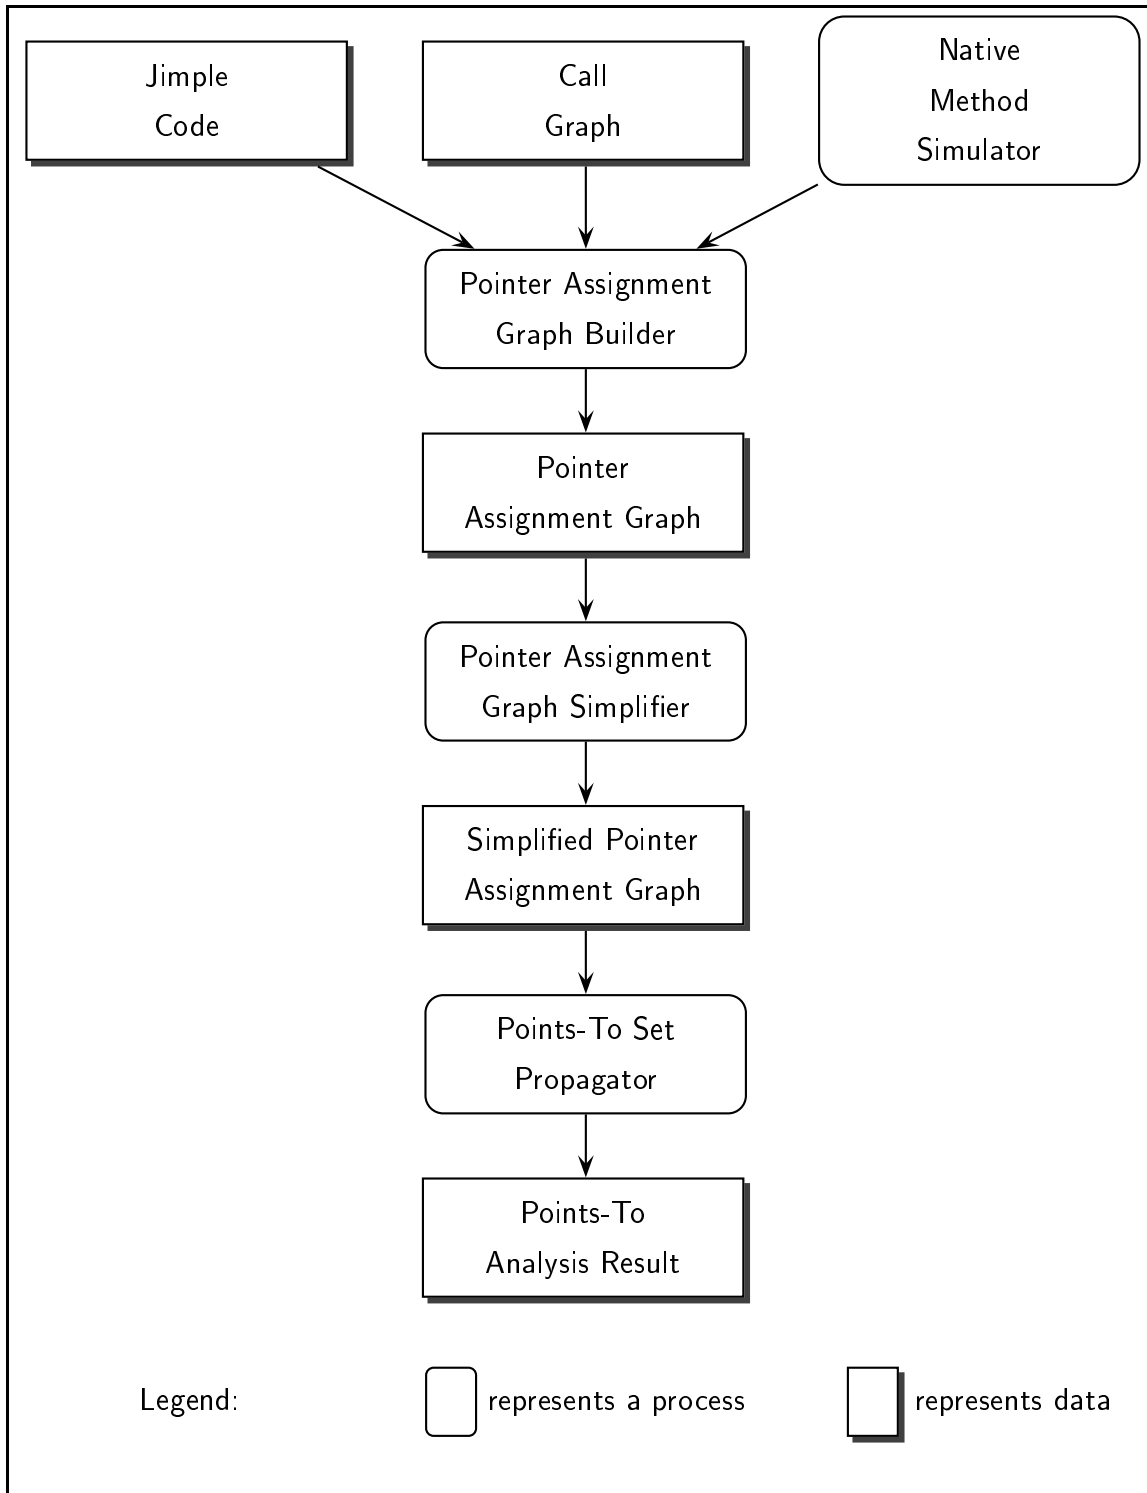 Jimple
Code
Call
Graph
Native
Method
Simulator
Pointer Assignment
Graph Builder
Pointer
Assignment Graph
Pointer Assignment
Graph Simplifier
Simplified Pointer
Assignment Graph
Points-To Set
Propagator
Points-To
Analysis Result
Legend:
represents a process
represents data